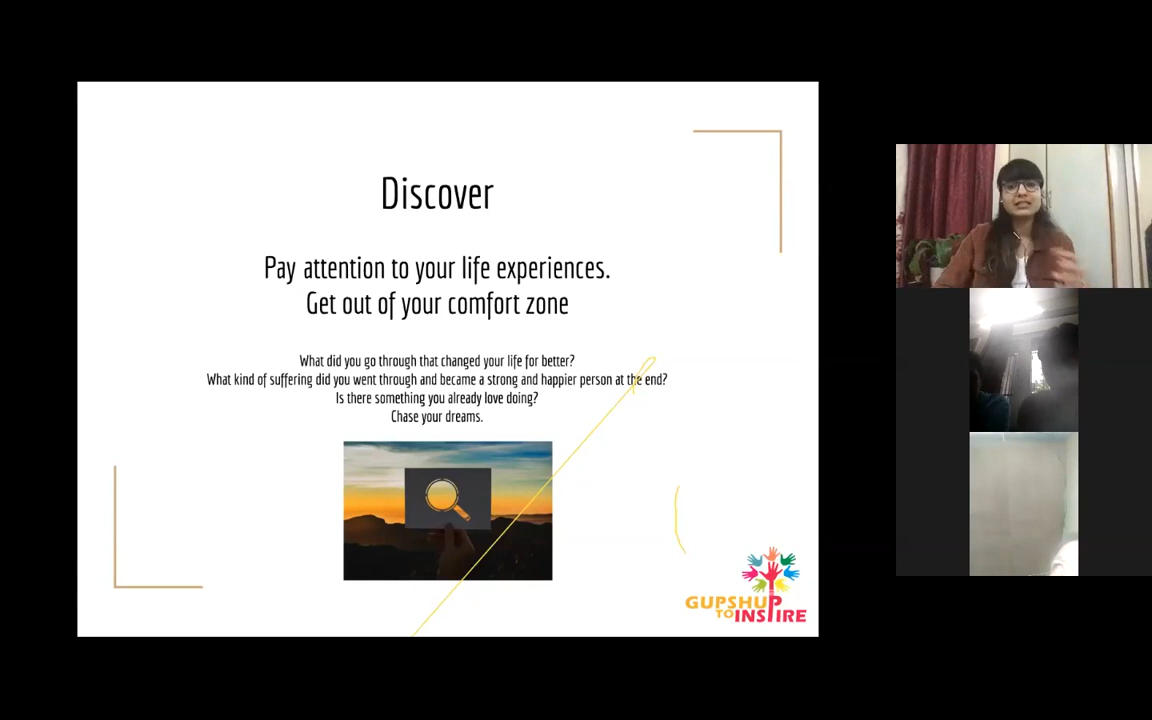 Discover
Pay attention to your life experiences.
Get out of your comfort zone
What did you go through that changed your life for better?
What kind of suffering did you went through and became a strong and happier person at the end?
Is there something you already love doing?
Chase your dreams.
GUPSHUP
TO INSPIRE